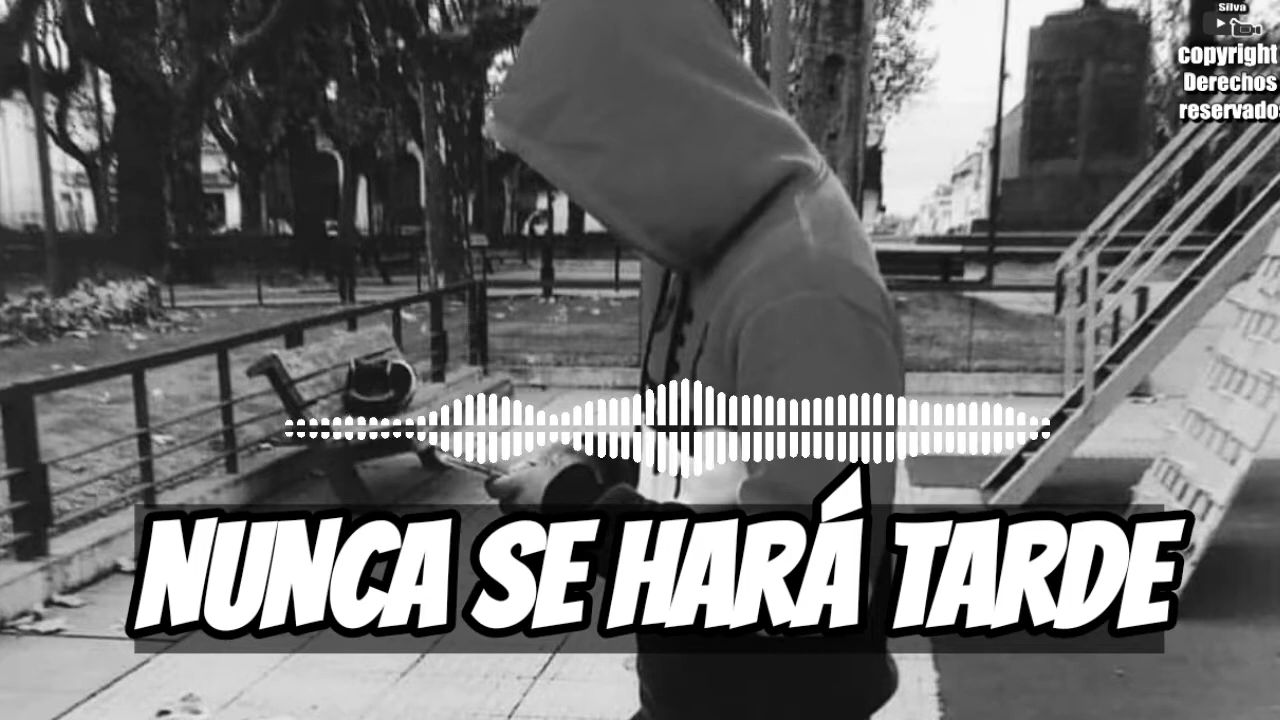 Silva
copyright
Derechos
reservados
NUNCA SE HARÁ TARDE